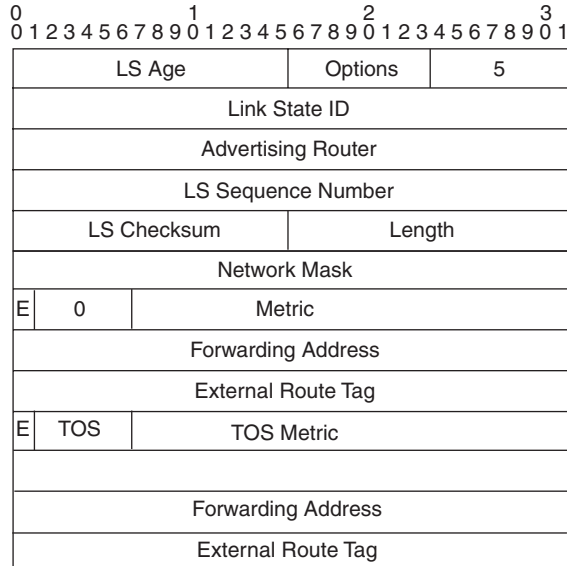 0 1 2 3
0 1 2 3 4 5 6 7 8 9 0 1 2 3 4 5 6 7 8 9 0 1 2 3 4 5 6 7 8 9 0 1
LS Age Options 5
Link State ID
Advertising Router
LS Sequence Number
LS Checksum Length
Network Mask
E 0 Metric
Forwarding Address
External Route Tag
E TOS TOS Metric
Forwarding Address
External Route Tag